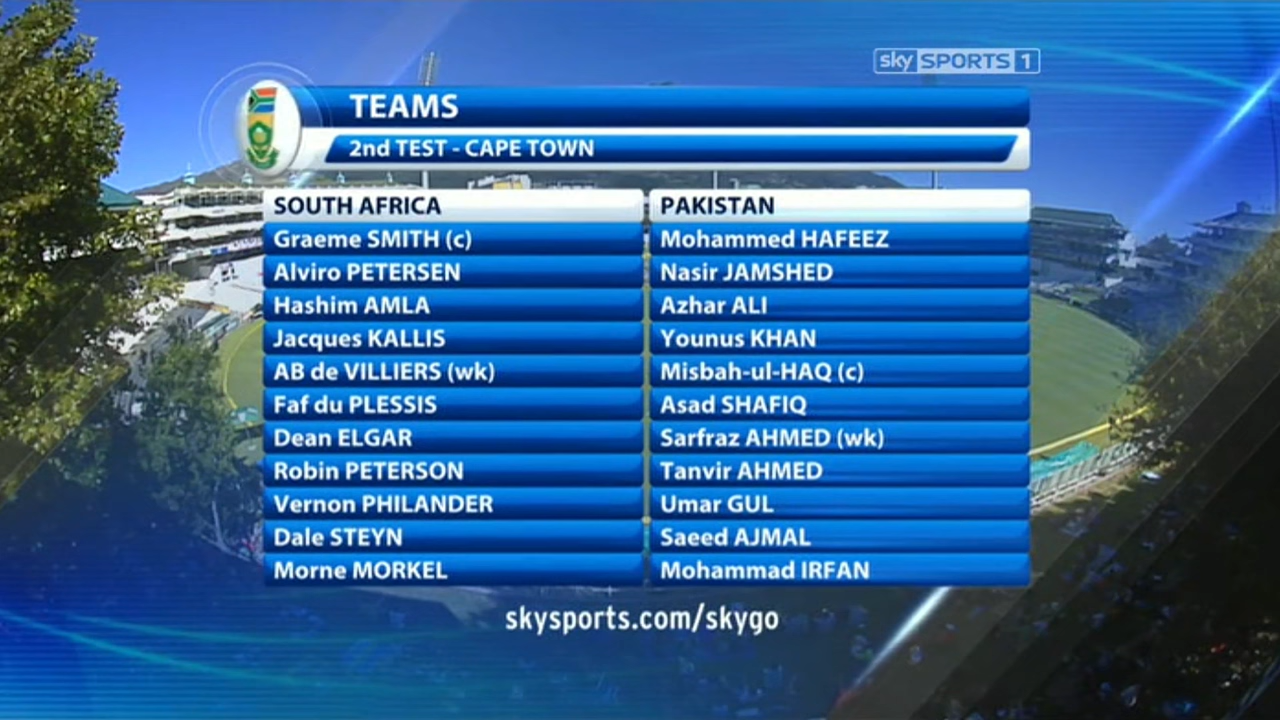 sky SPORTS 1
TEAMS
2nd TEST - CAPE TOWN
SOUTH AFRICA
Graeme SMITH (c)
Alviro PETERSEN
Hashim AMLA
Jacques KALLIS
AB de VILLIERS (wk)
Faf du PLESSIS
Dean ELGAR
Robin PETERSON
Vernon PHILANDER
Dale STEYN
Morne MORKEL
PAKISTAN
Mohammed HAFEEZ
Nasir JAMSHED
Azhar ALI
Younus KHAN
Misbah-ul-HAQ (c)
Asad SHAFIQ
Sarfraz AHMED (wk)
Tanvir AHMED
Umar GUL
Saeed AJMAL
Mohammad IRFAN
skysports.com/skygo